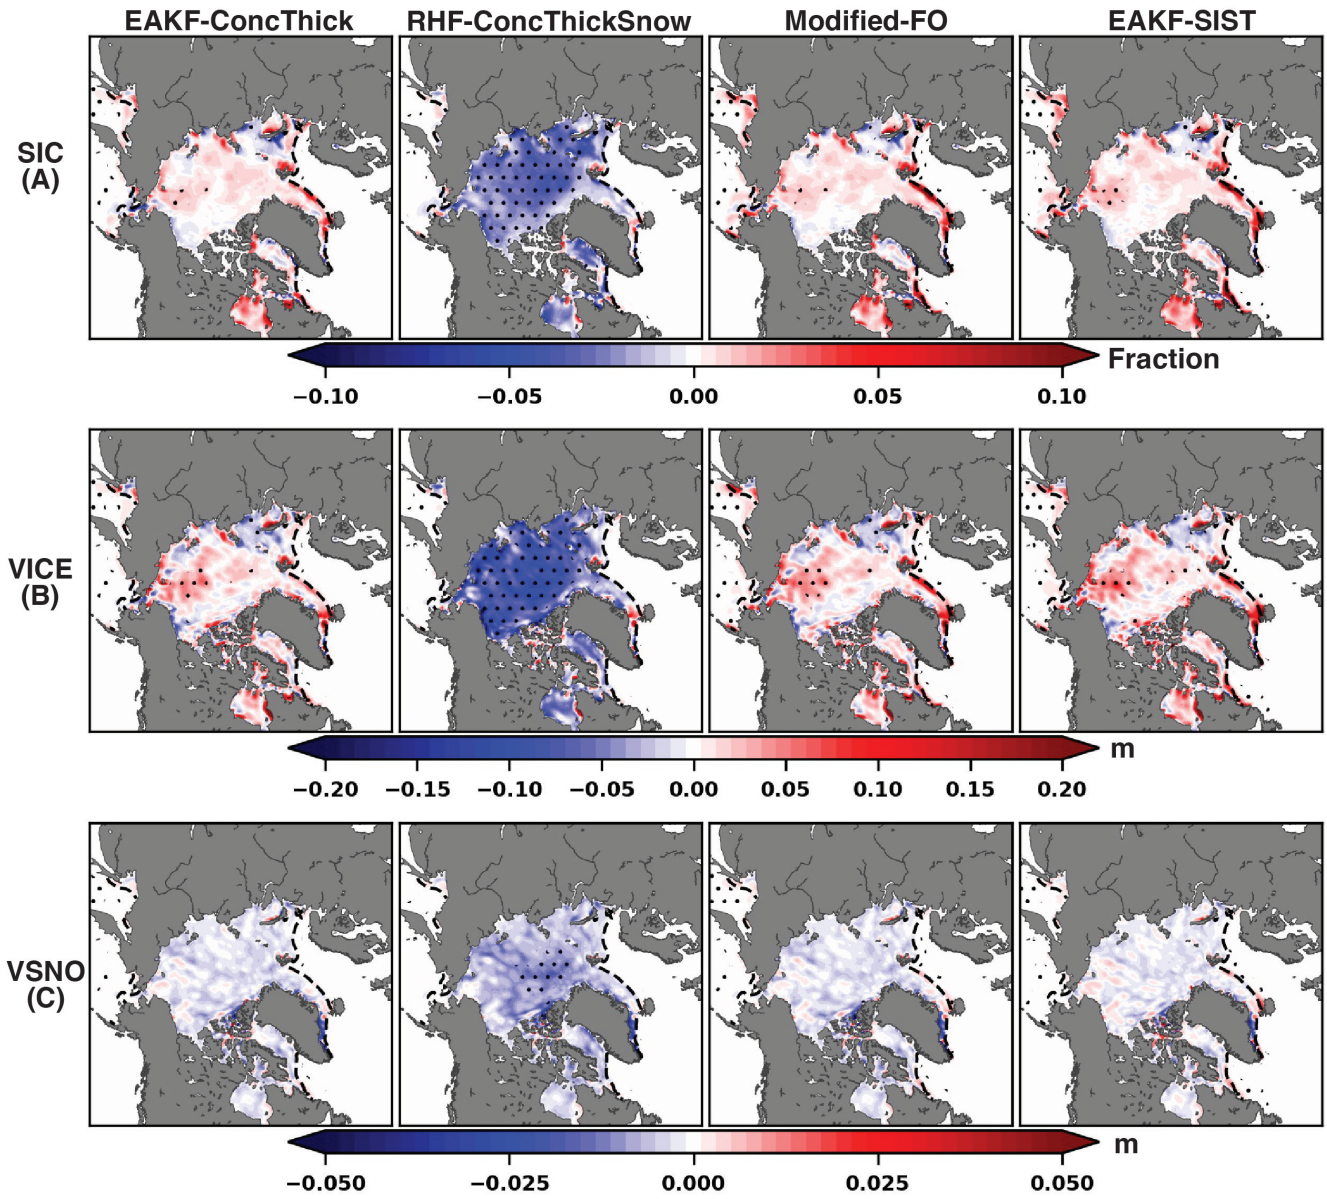 EAKF-ConcThick RHF-ConcThickSnow Modified-FO EAKF-SIST
SIC
(A)
Fraction
−0.10 −0.05 0.00 0.05 0.10
VICE
(B)
m
−0.20 −0.15 −0.10 −0.05 0.00 0.05 0.10 0.15 0.20
VSNO
(C)
m
−0.050 −0.025 0.000 0.025 0.050